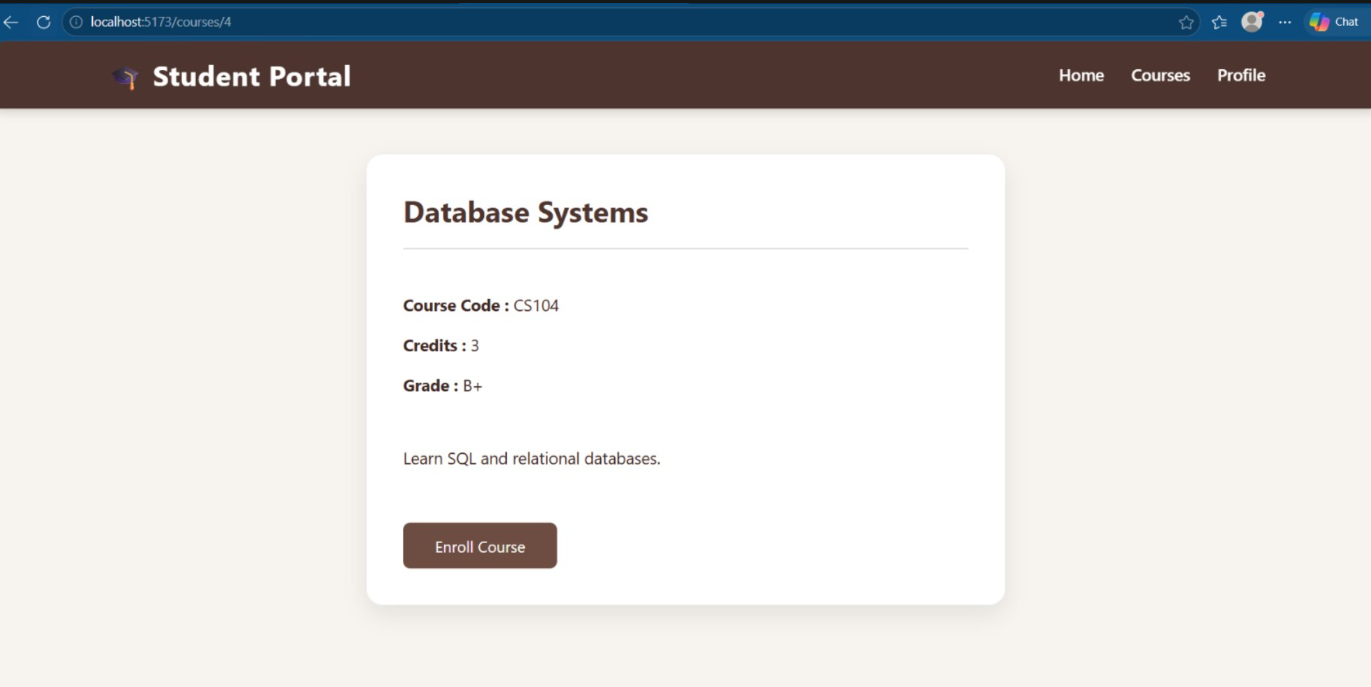 localhost:5173/courses/4
Chat
Student Portal
Home
Courses
Profile
Database Systems
Course Code : CS104
Credits : 3
Grade : B+
Learn SQL and relational databases.
Enroll Course